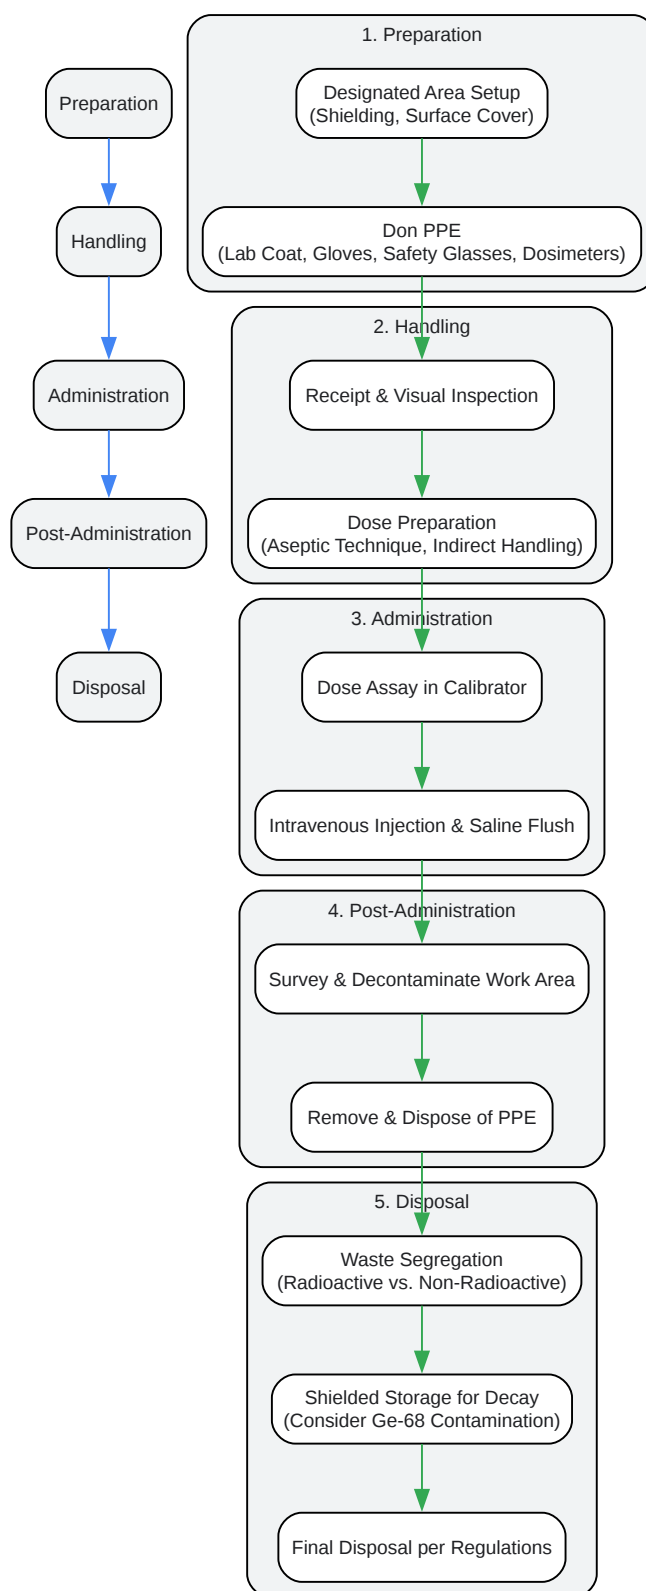 Preparation
Handling
Administration
Post-Administration
Disposal
1. Preparation
Designated Area Setup
(Shielding, Surface Cover)
Don PPE
(Lab Coat, Gloves, Safety Glasses, Dosimeters)
2. Handling
Receipt & Visual Inspection
Dose Preparation
(Aseptic Technique, Indirect Handling)
3. Administration
Dose Assay in Calibrator
Intravenous Injection & Saline Flush
4. Post-Administration
Survey & Decontaminate Work Area
Remove & Dispose of PPE
5. Disposal
Waste Segregation
(Radioactive vs. Non-Radioactive)
Shielded Storage for Decay
(Consider Ge-68 Contamination)
Final Disposal per Regulations